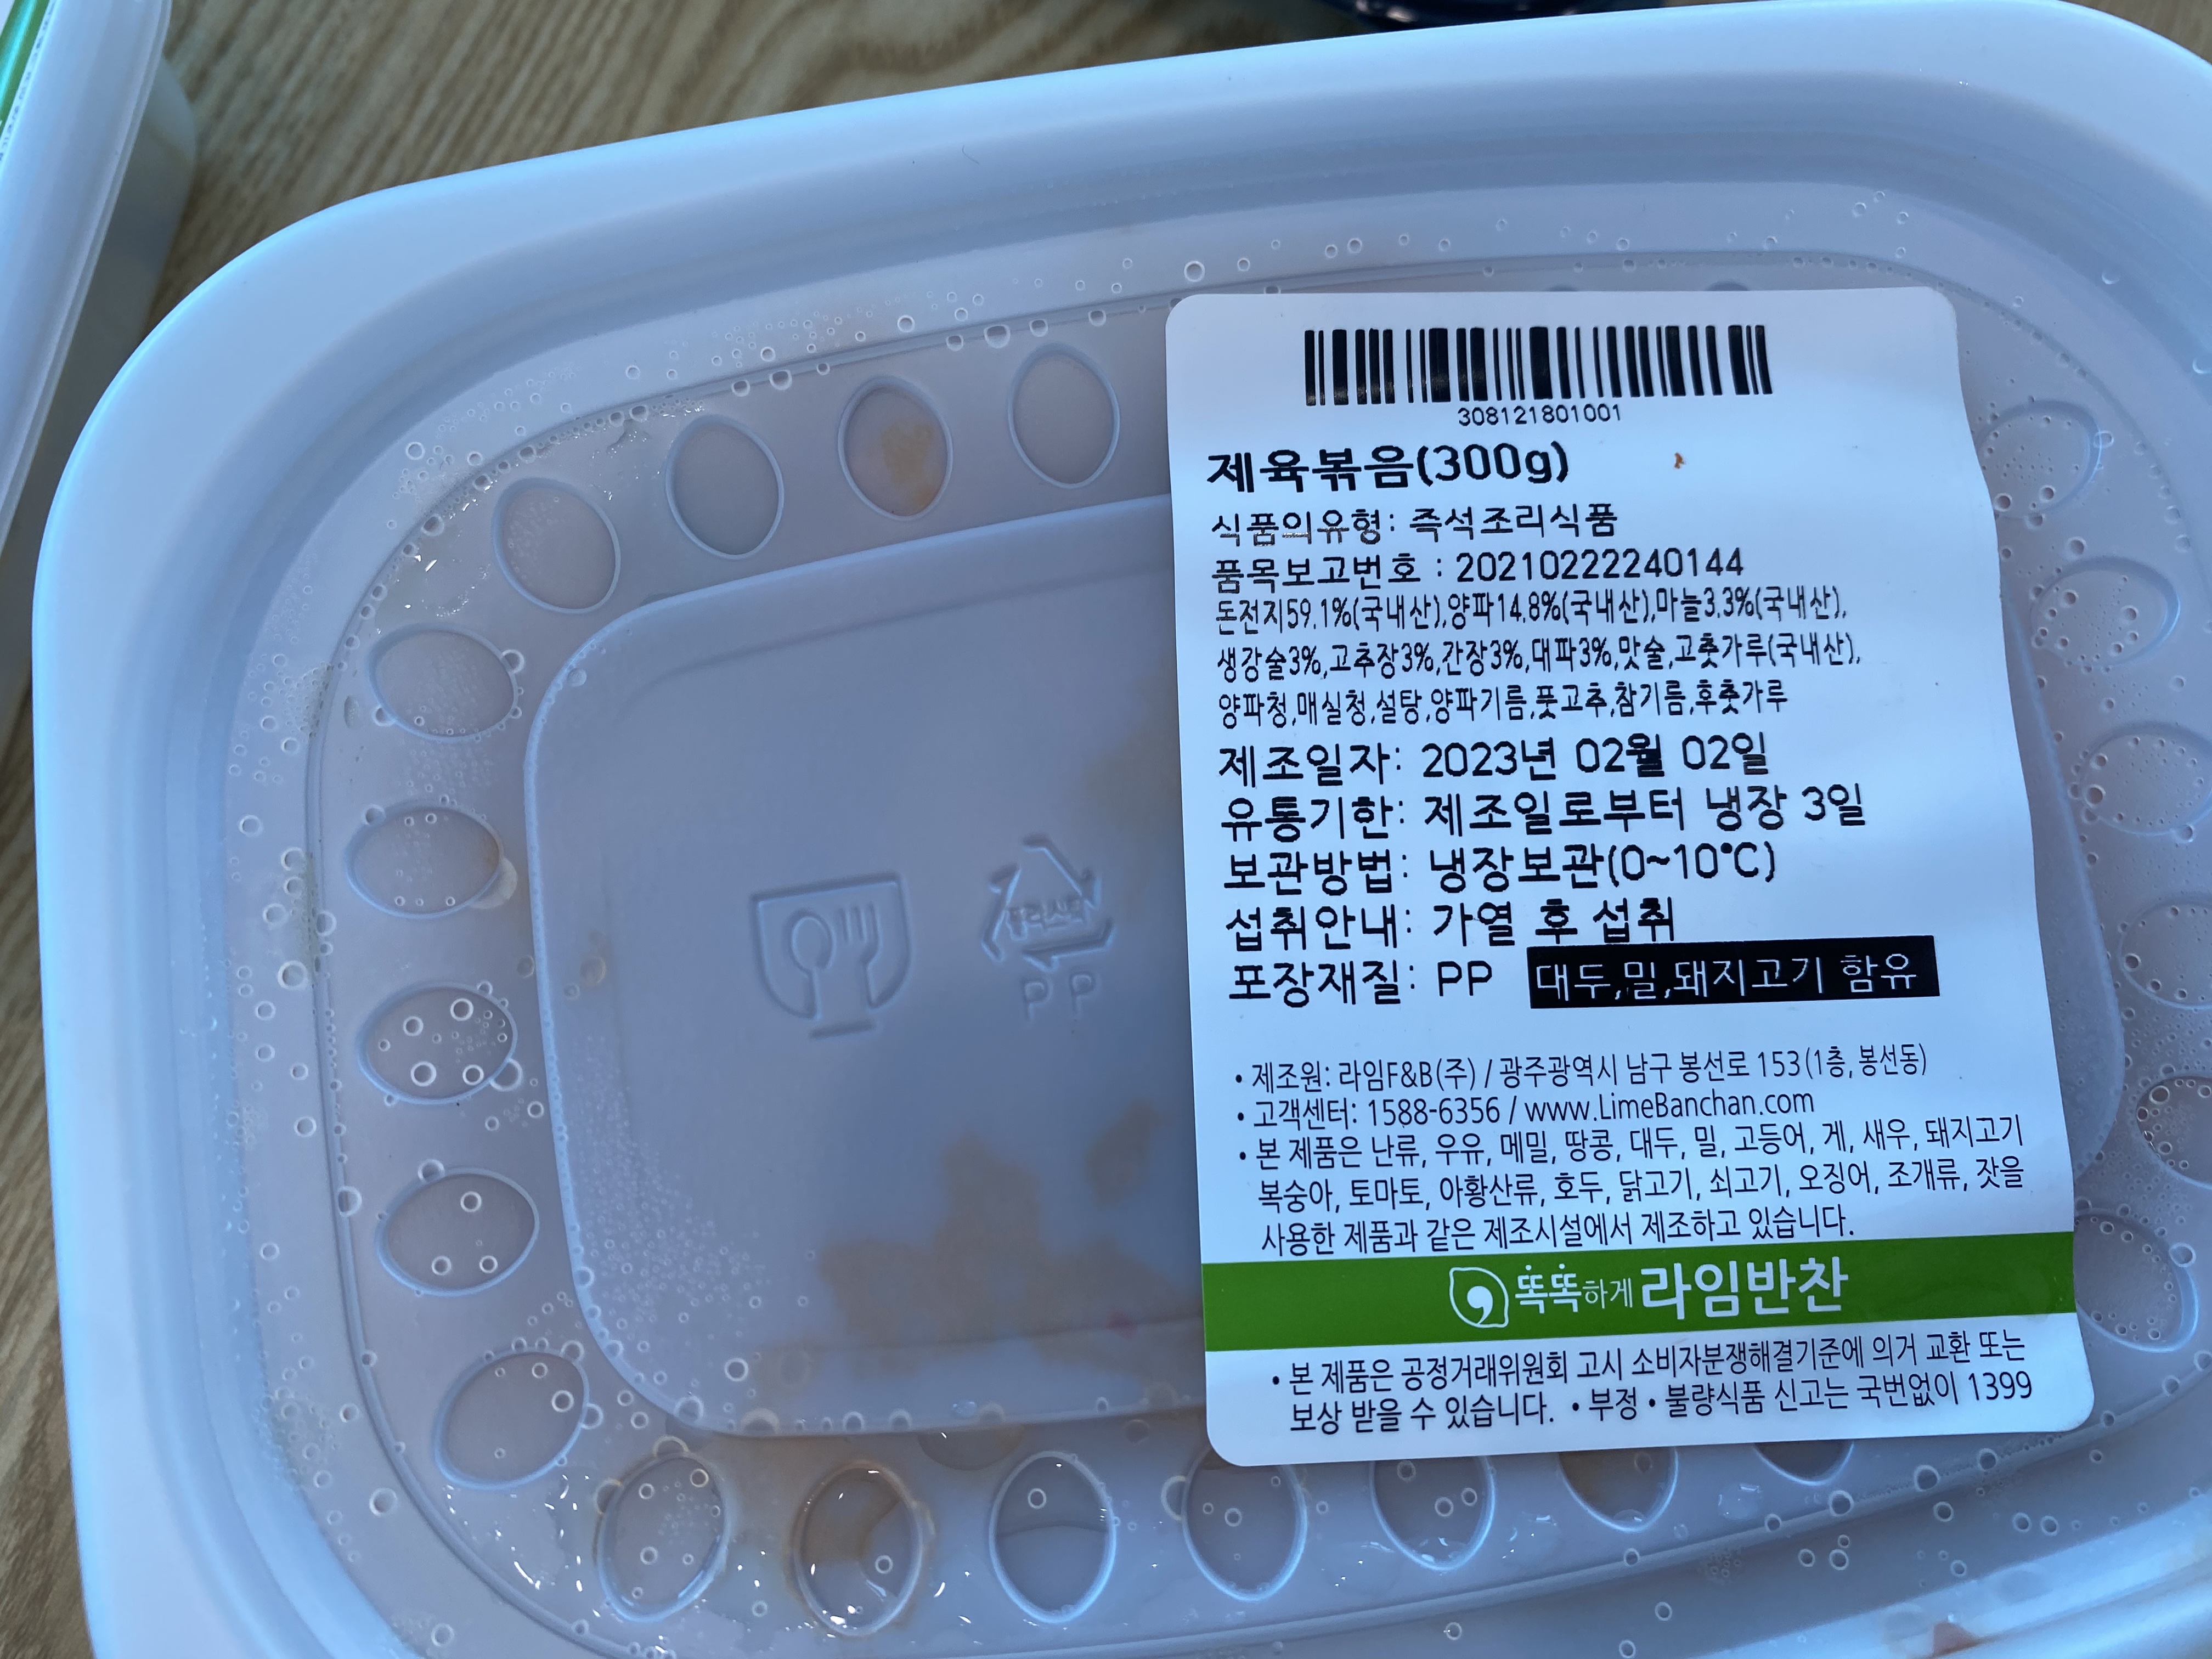 308121801001
제육볶음(300g)
식품의유형: 즉석조리식품
품목보고번호 : 20210222240144
돈전지59.1%(국내산),양파14.8%(국내산),마늘3.3%(국내산),
생강술3%,고추장3%,간장3%,대파3%,맛술,고춧가루(국내산),
양파청,매실청,설탕,양파기름,풋고추,참기름,후춧가루
제조일자: 2023년 02월 02일
유통기한: 제조일로부터 냉장 3일
보관방법: 냉장보관(0~10℃)
섭취안내: 가열 후 섭취
포장재질: PP 대두,밀,돼지고기 함유
• 제조원: 라임F&B(주) / 광주광역시 남구 봉선로 153(1층, 봉선동)
• 고객센터: 1588-6356 / www.LimeBanchan.com
• 본 제품은 난류, 우유, 메밀, 땅콩, 대두, 밀, 고등어, 게, 새우, 돼지고기
복숭아, 토마토, 아황산류, 호두, 닭고기, 쇠고기, 오징어, 조개류, 잣을
사용한 제품과 같은 제조시설에서 제조하고 있습니다.
똑똑하게 라임반찬
• 본 제품은 공정거래위원회 고시 소비자분쟁해결기준에 의거 교환 또는
보상 받을 수 있습니다. • 부정 • 불량식품 신고는 국번없이 1399
플라스틱
PP